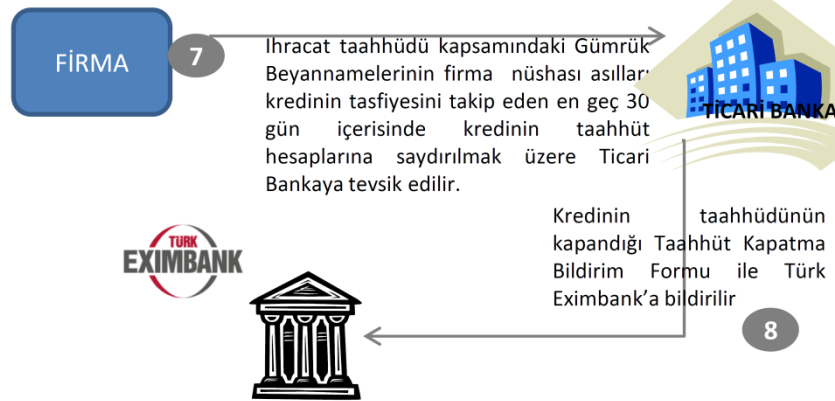 FİRMA
7
İhracat taahhüdü kapsamındaki Gümrük
Beyannamelerinin firma nüshası asılları
kredinin tasfiyesini takip eden en geç 30
gün içerisinde kredinin taahhüt
hesaplarına saydırılmak üzere Ticari
Bankaya tevsik edilir.
TİCARİ BANKA
Kredinin taahhüdünün
kapandığı Taahhüt Kapatma
Bildirim Formu ile Türk
Eximbank’a bildirilir
8
TÜRK
EXIMBANK